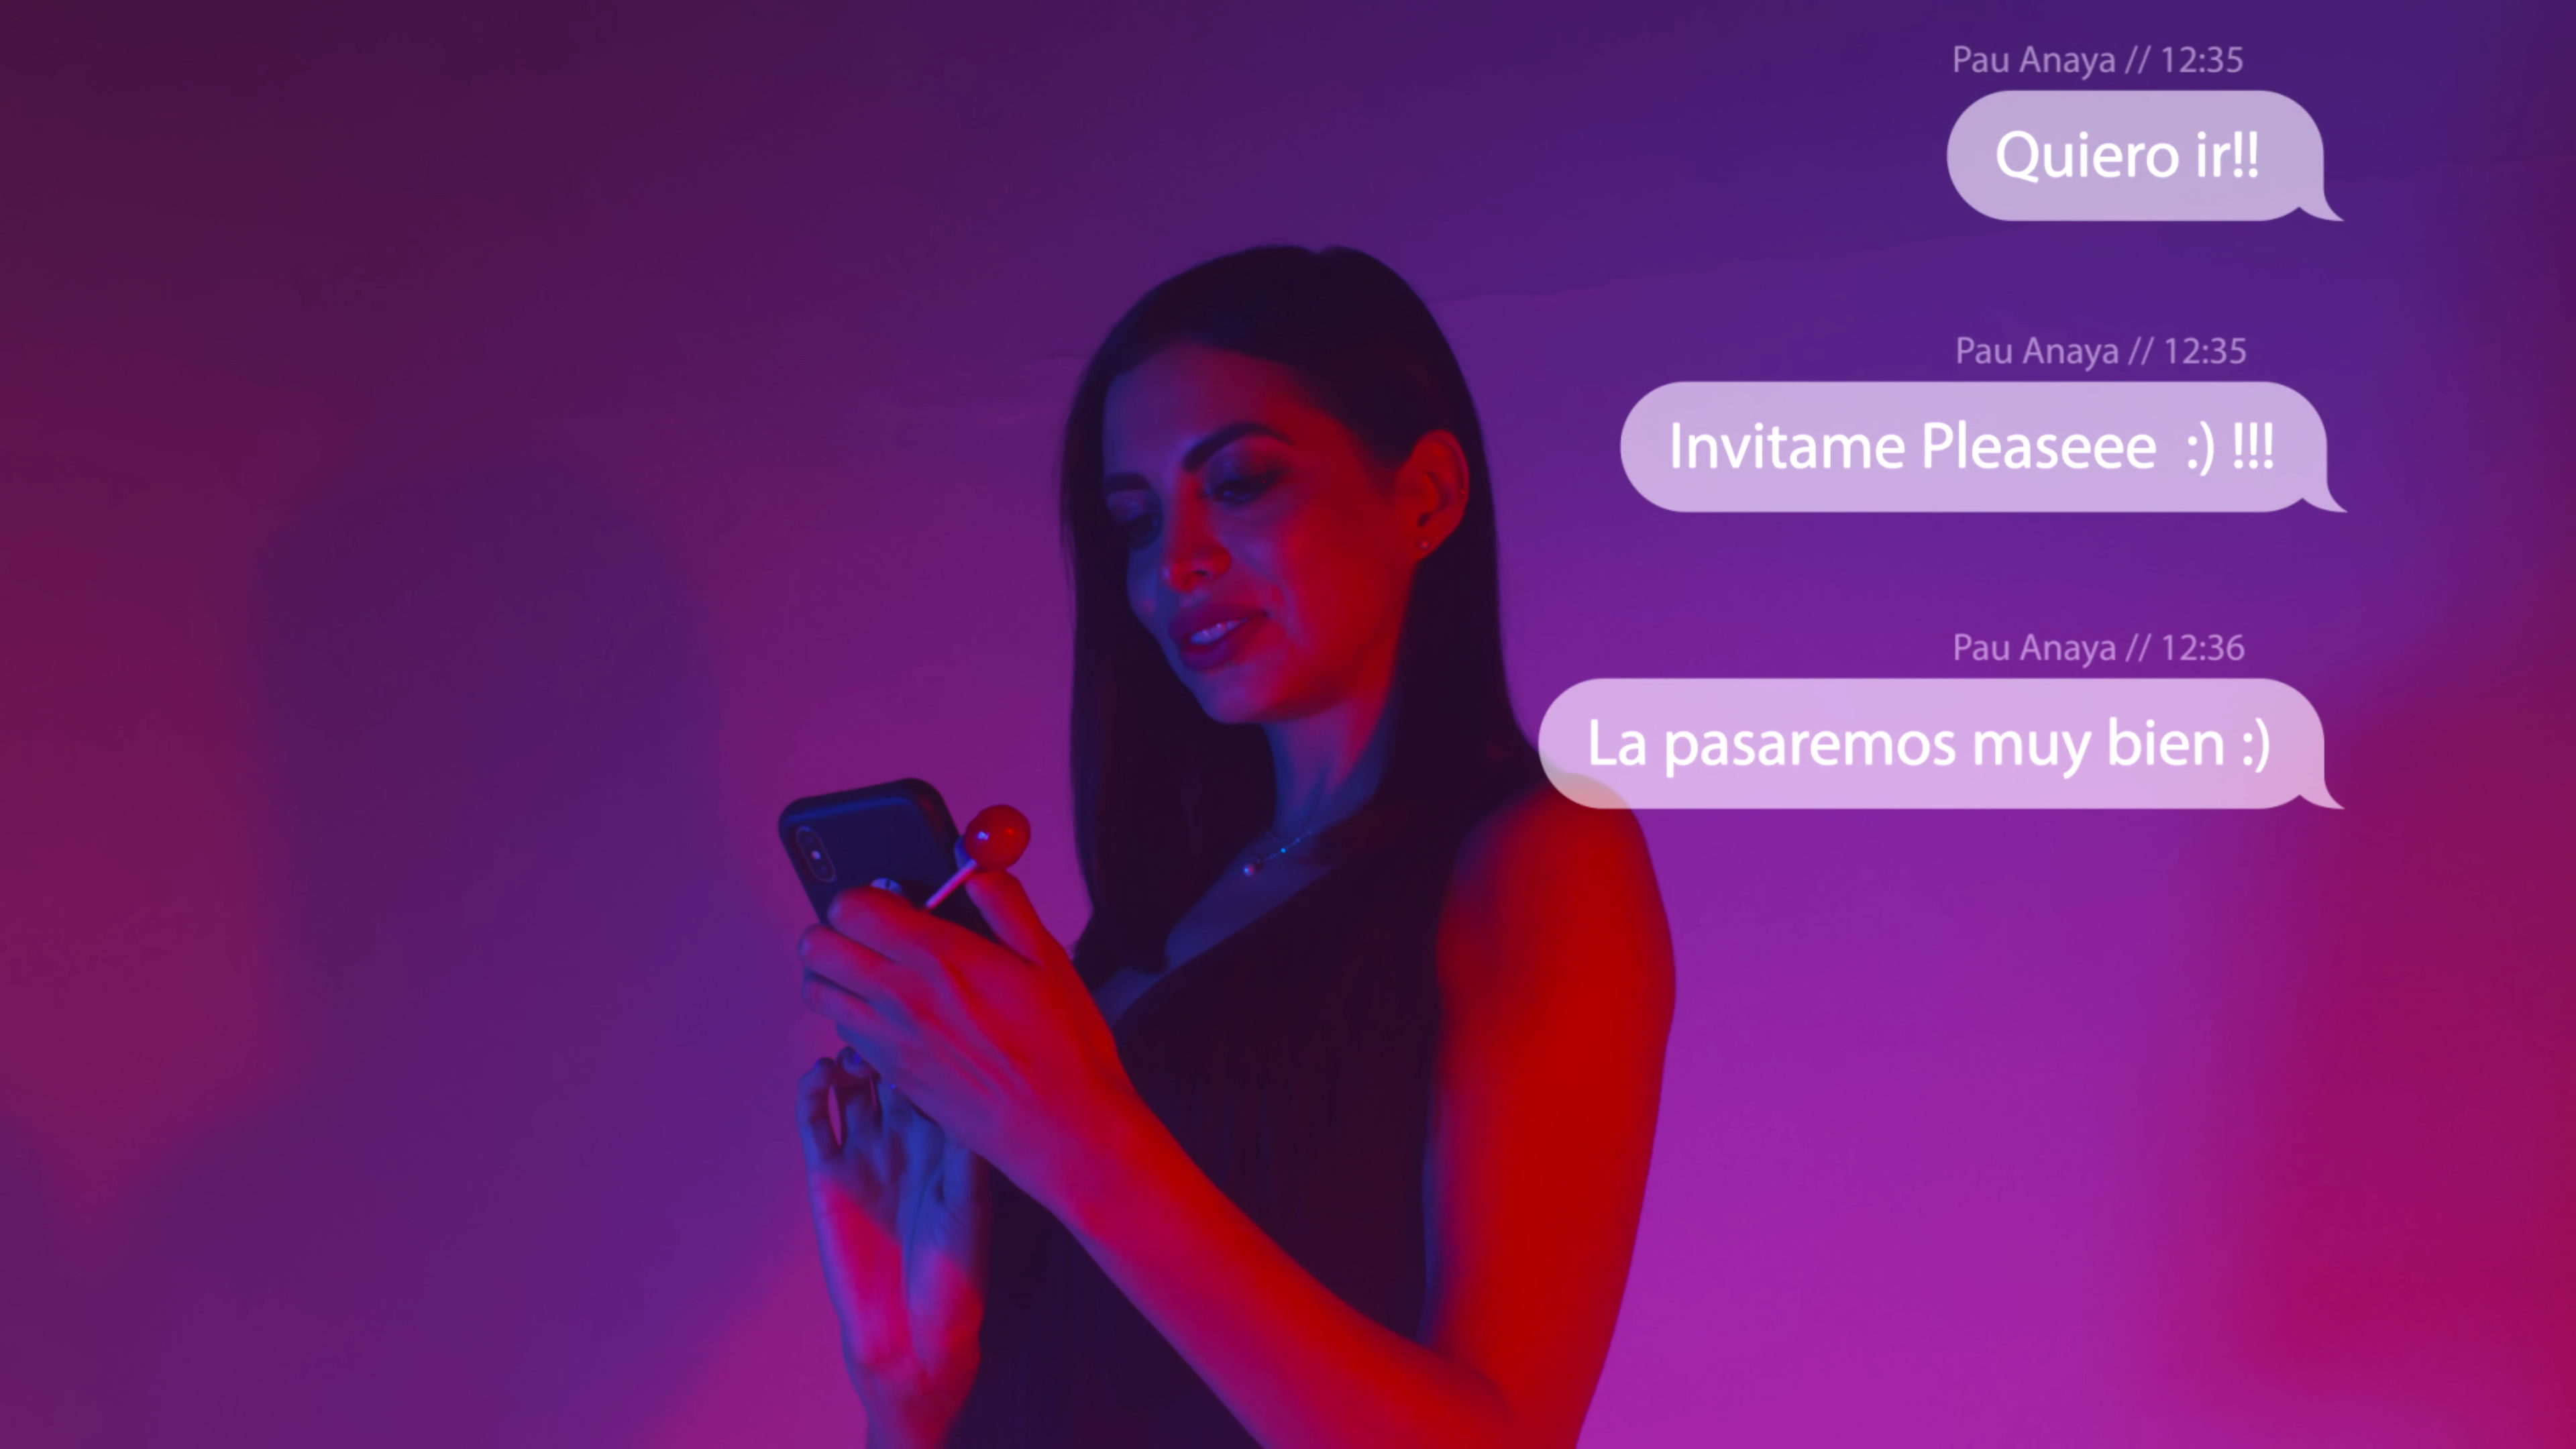 Pau Anaya // 12:35
Quiero ir!!
Pau Anaya // 12:35
Invitame Pleaseee :) !!!
Pau Anaya // 12:36
La pasaremos muy bien :)